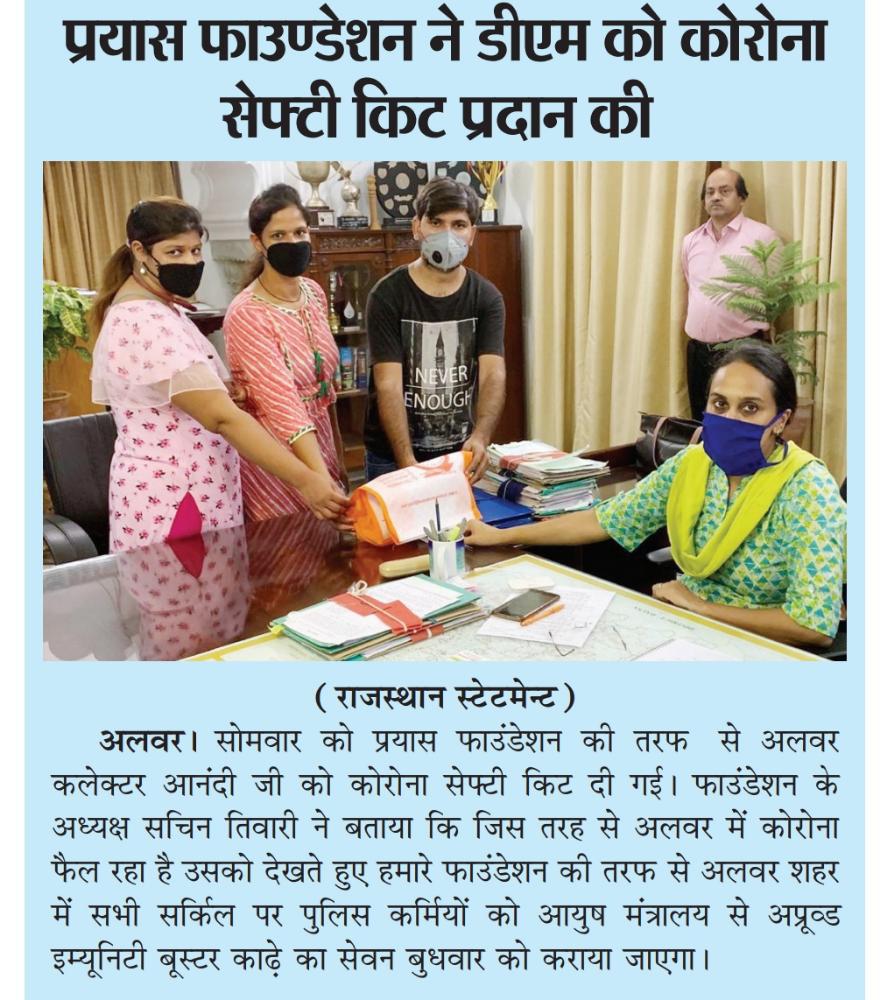 प्रयास फाउण्डेशन ने डीएम को कोरोना
सेफ्टी किट प्रदान की
NEVER
ENOUGH
( राजस्थान स्टेटमेन्ट )
अलवर। सोमवार को प्रयास फाउंडेशन की तरफ से अलवर
कलेक्टर आनंदी जी को कोरोना सेफ्टी किट दी गई। फाउंडेशन के
अध्यक्ष सचिन तिवारी ने बताया कि जिस तरह से अलवर में कोरोना
फैल रहा है उसको देखते हुए हमारे फाउंडेशन की तरफ से अलवर शहर
में सभी सर्किल पर पुलिस कर्मियों को आयुष मंत्रालय से अप्रूव्ड
इम्यूनिटी बूस्टर काढ़े का सेवन बुधवार को कराया जाएगा।